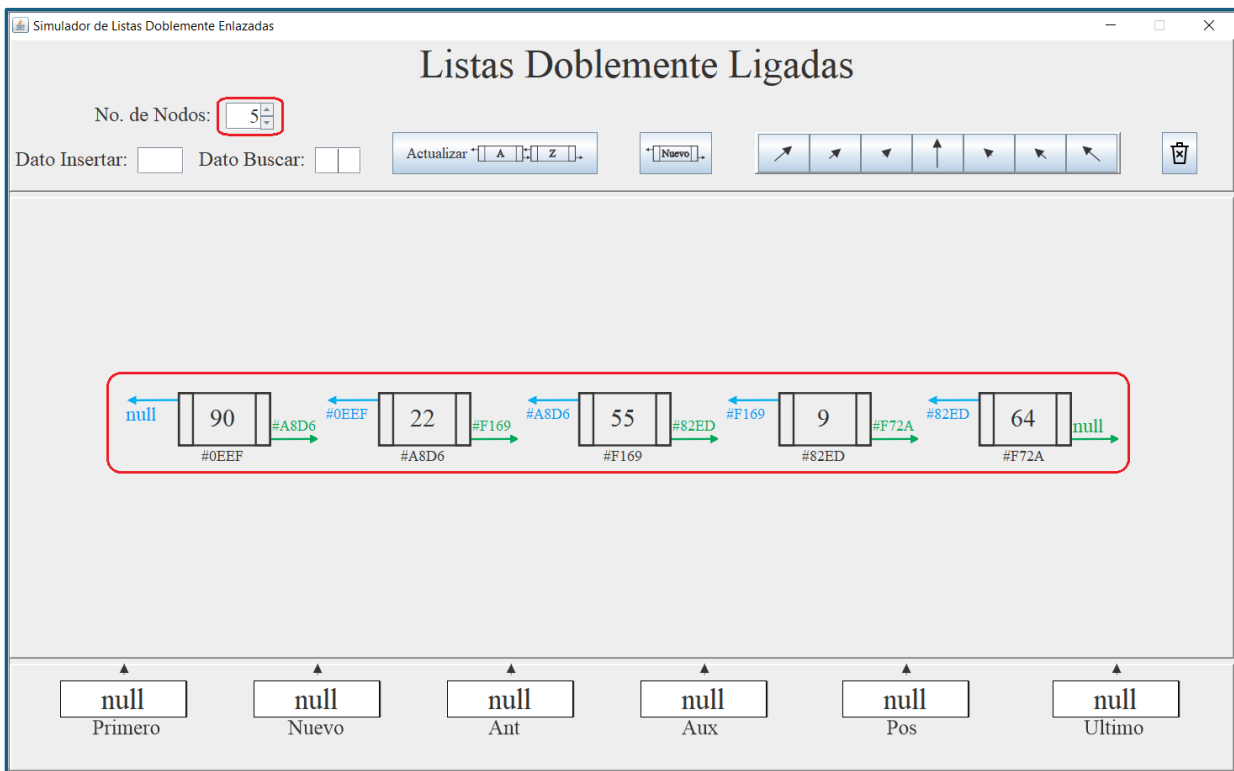 Simulador de Listas Doblemente Enlazadas
Listas Doblemente Ligadas
No. de Nodos: 5
Dato Insertar: Dato Buscar: Actualizar A Z Nuevo
null 90 #A8D6 #0EEF 22 #F169 #A8D6 55 #82ED #F169 9 #F72A #82ED 64 null
#0EEF #A8D6 #F169 #82ED #F72A
null null null null null null
Primero Nuevo Ant Aux Pos Ultimo